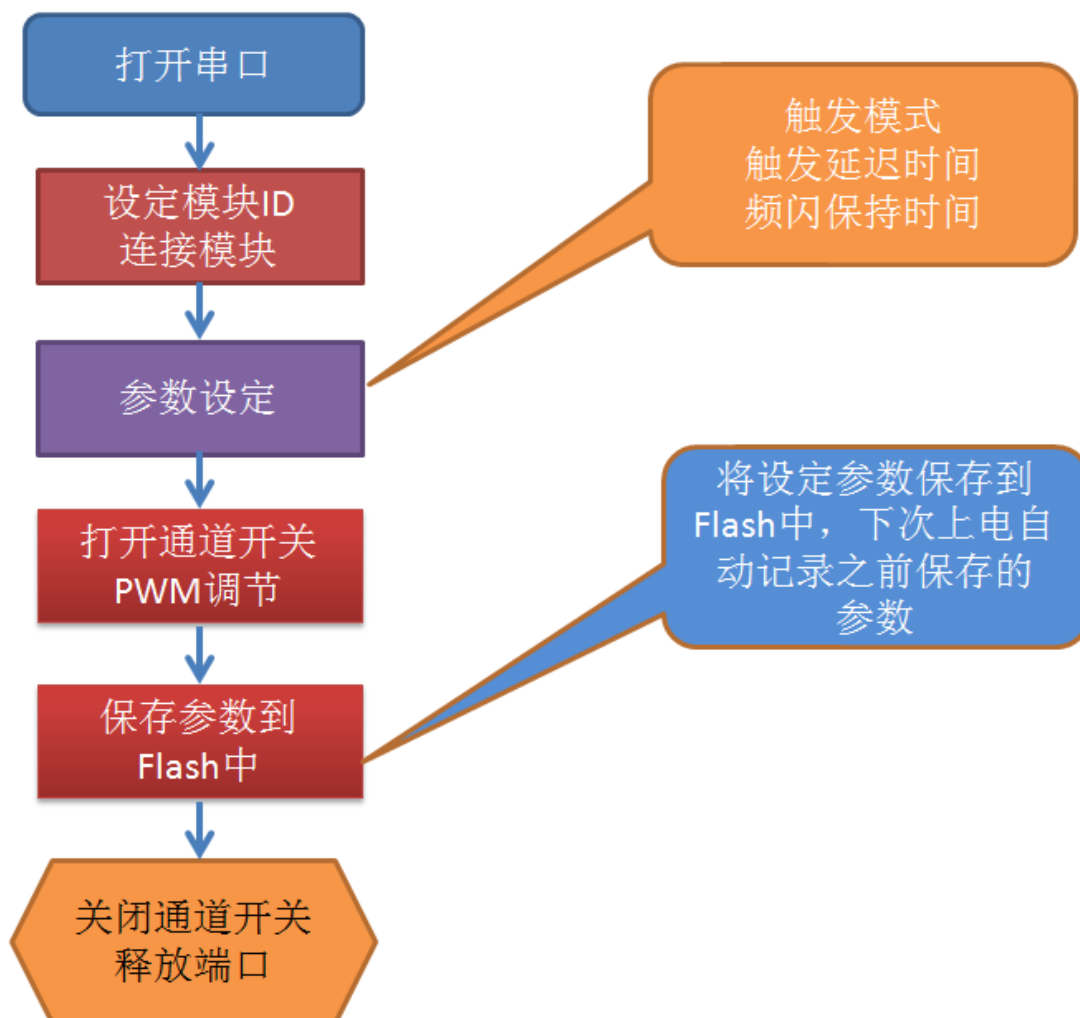 打开串口
设定模块ID
连接模块
参数设定
触发模式
触发延迟时间
频闪保持时间
打开通道开关
PWM调节
保存参数到
Flash中
将设定参数保存到
Flash中，下次上电自
动记录之前保存的
参数
关闭通道开关
释放端口